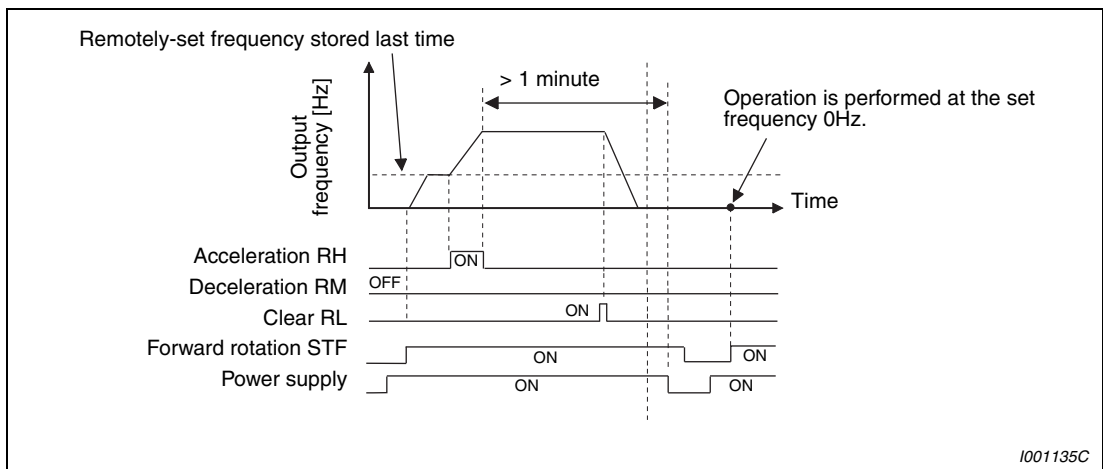 Remotely-set frequency stored last time
> 1 minute
Operation is performed at the set
frequency 0Hz.
Output
frequency [Hz]
Time
Acceleration RH
ON
Deceleration RM
OFF
Clear RL
ON
Forward rotation STF
ON
ON
Power supply
ON
ON
I001135C